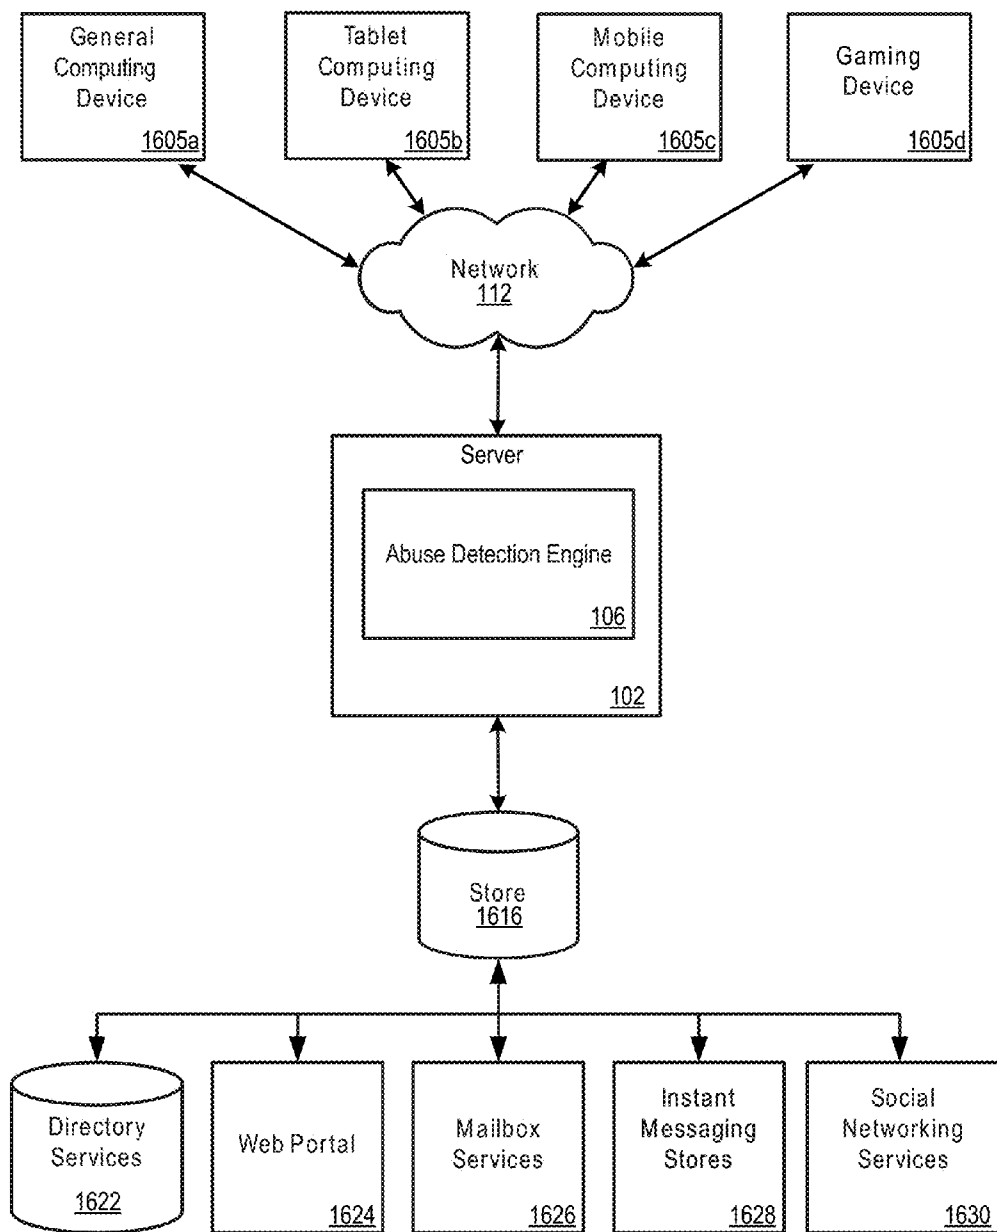 General
Computing
Device
1605a
Tablet
Computing
Device
1605b
Mobile
Computing
Device
1605c
Gaming
Device
1605d
Network
112
Server
Abuse Detection Engine
106
102
Store
1616
Directory
Services
1622
Web Portal
1624
Mailbox
Services
1626
Instant
Messaging
Stores
1628
Social
Networking
Services
1630